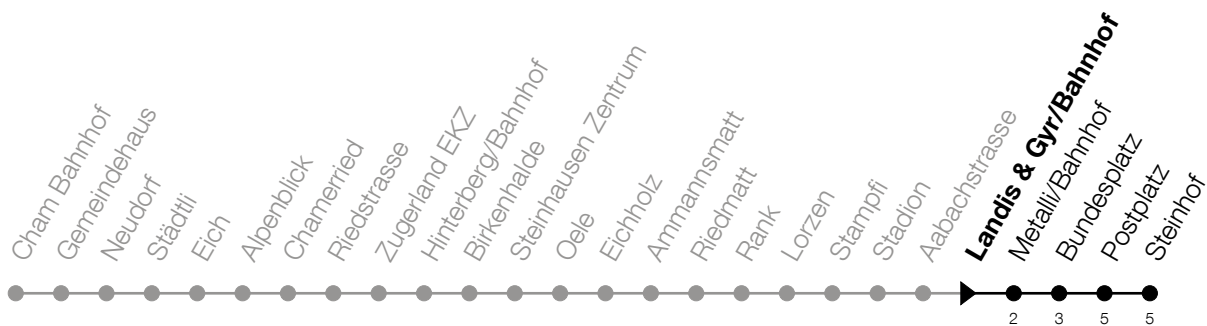 Cham Bahnhof
Gemeindehaus
Neudorf
Städtli
Eich
Alpenblick
Chamerried
Riedstrasse
Zugerland EKZ
Hinterberg/Bahnhof
Birkenhalde
Steinhausen Zentrum
Oele
Eichholz
Ammannsmatt
Riedmatt
Rank
Lorzen
Stampfi
Stadion
Aabachstrasse
Landis & Gyr/Bahnhof
Metalli/Bahnhof
Bundesplatz
Postplatz
Steinhof
2 3 5 5